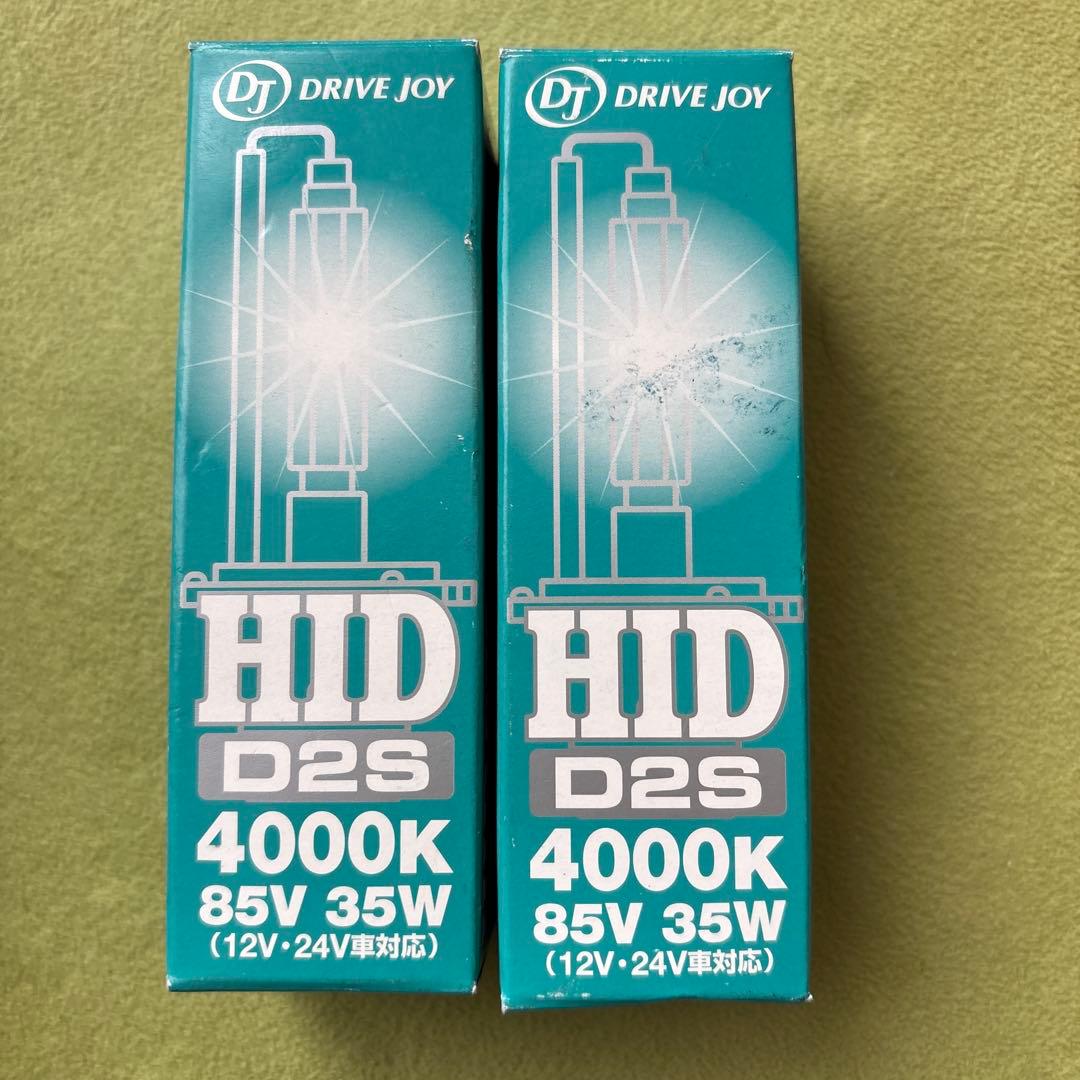 DJ DRIVE JOY
HID
D2S
4000K
85V 35W
(12V・24V車対応)
DJ DRIVE JOY
HID
D2S
4000K
85V 35W
(12V・24V車対応)